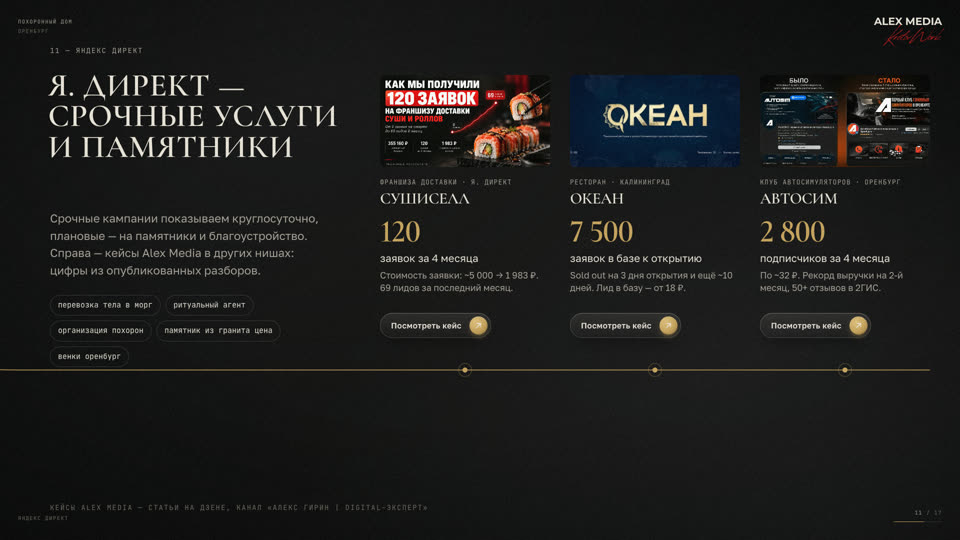 ПОХОРОННЫЙ ДОМ
ОРЕНБУРГ
ALEX MEDIA
11 — ЯНДЕКС ДИРЕКТ
Я. ДИРЕКТ —
СРОЧНЫЕ УСЛУГИ
И ПАМЯТНИКИ
Срочные кампании показываем круглосуточно,
плановые — на памятники и благоустройство.
Справа — кейсы Alex Media в других нишах:
цифры из опубликованных разборов.
перевозка тела в морг
ритуальный агент
организация похорон
памятник из гранита цена
венки оренбург
КАК МЫ ПОЛУЧИЛИ
120 ЗАЯВОК
НА ФРАНШИЗУ ДОСТАВКИ
СУШИ И РОЛЛОВ
355 160 ₽
120
1 983 ₽
69
ФРАНШИЗА ДОСТАВКИ · Я. ДИРЕКТ
СУШИСЕЛЛ
120
заявок за 4 месяца
Стоимость заявки: ~5 000 → 1 983 ₽.
69 лидов за последний месяц.
Посмотреть кейс
ОКЕАН
РЕСТОРАН · КАЛИНИНГРАД
ОКЕАН
7 500
заявок в базе к открытию
Sold out на 3 дня открытия и ещё ~10
дней. Лид в базу — от 18 ₽.
Посмотреть кейс
БЫЛО
СТАЛО
КЛУБ АВТОСИМУЛЯТОРОВ · ОРЕНБУРГ
АВТОСИМ
2 800
подписчиков за 4 месяца
По ~32 ₽. Рекорд выручки на 2-й
месяц, 50+ отзывов в 2ГИС.
Посмотреть кейс
КЕЙСЫ ALEX MEDIA — СТАТЬИ НА ДЗЕНЕ, КАНАЛ «АЛЕКС ГИРИН | DIGITAL-ЭКСПЕРТ»
ЯНДЕКС ДИРЕКТ
11 / 17